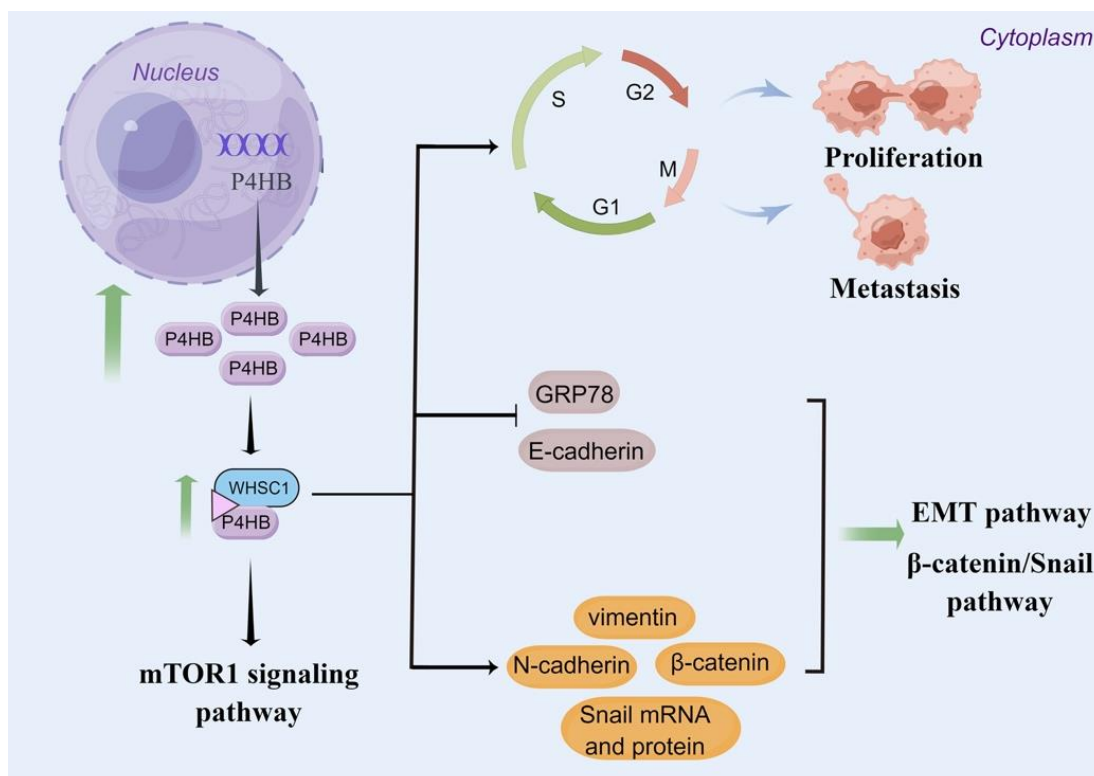 Nucleus
P4HB
P4HB
P4HB
P4HB
P4HB
WHSC1
P4HB
mTOR1 signaling
pathway
Cytoplasm
S
G2
M
G1
Proliferation
Metastasis
GRP78
E-cadherin
vimentin
N-cadherin
β-catenin
Snail mRNA
and protein
EMT pathway
β-catenin/Snail
pathway